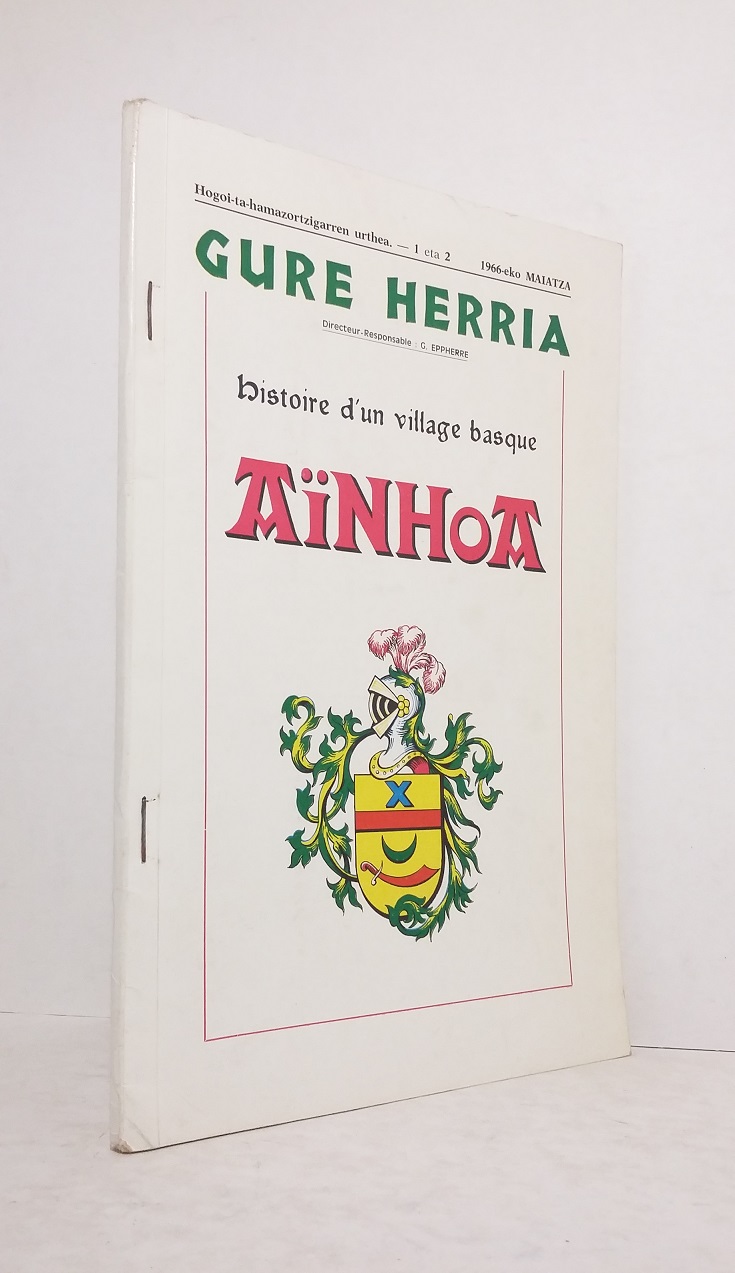 Hogoi-ta-hamazortzigarren urthea. — 1 eta 2 1966-eko MAIATZA
GURE HERRIA
Directeur-Responsable : G. EPPHERRE
Histoire d'un village basque
AÏNHOA